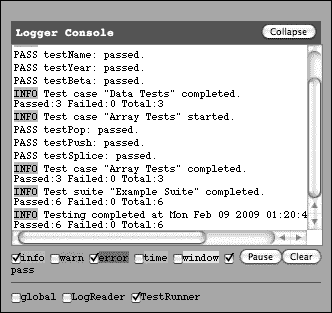 Logger Console Collapse
PASS testName: passed.
PASS testYear: passed.
PASS testBeta: passed.
INFO Test case "Data Tests" completed.
Passed:3 Failed:0 Total:3
INFO Test case "Array Tests" started.
PASS testPop: passed.
PASS testPush: passed.
PASS testSplice: passed.
INFO Test case "Array Tests" completed.
Passed:3 Failed:0 Total:3
INFO Test suite "Example Suite" completed.
Passed:6 Failed:0 Total:6
INFO Testing completed at Mon Feb 09 2009 01:20:4
Passed:6 Failed:0 Total:6
info warn error time window Pause Clear
pass
global LogReader TestRunner